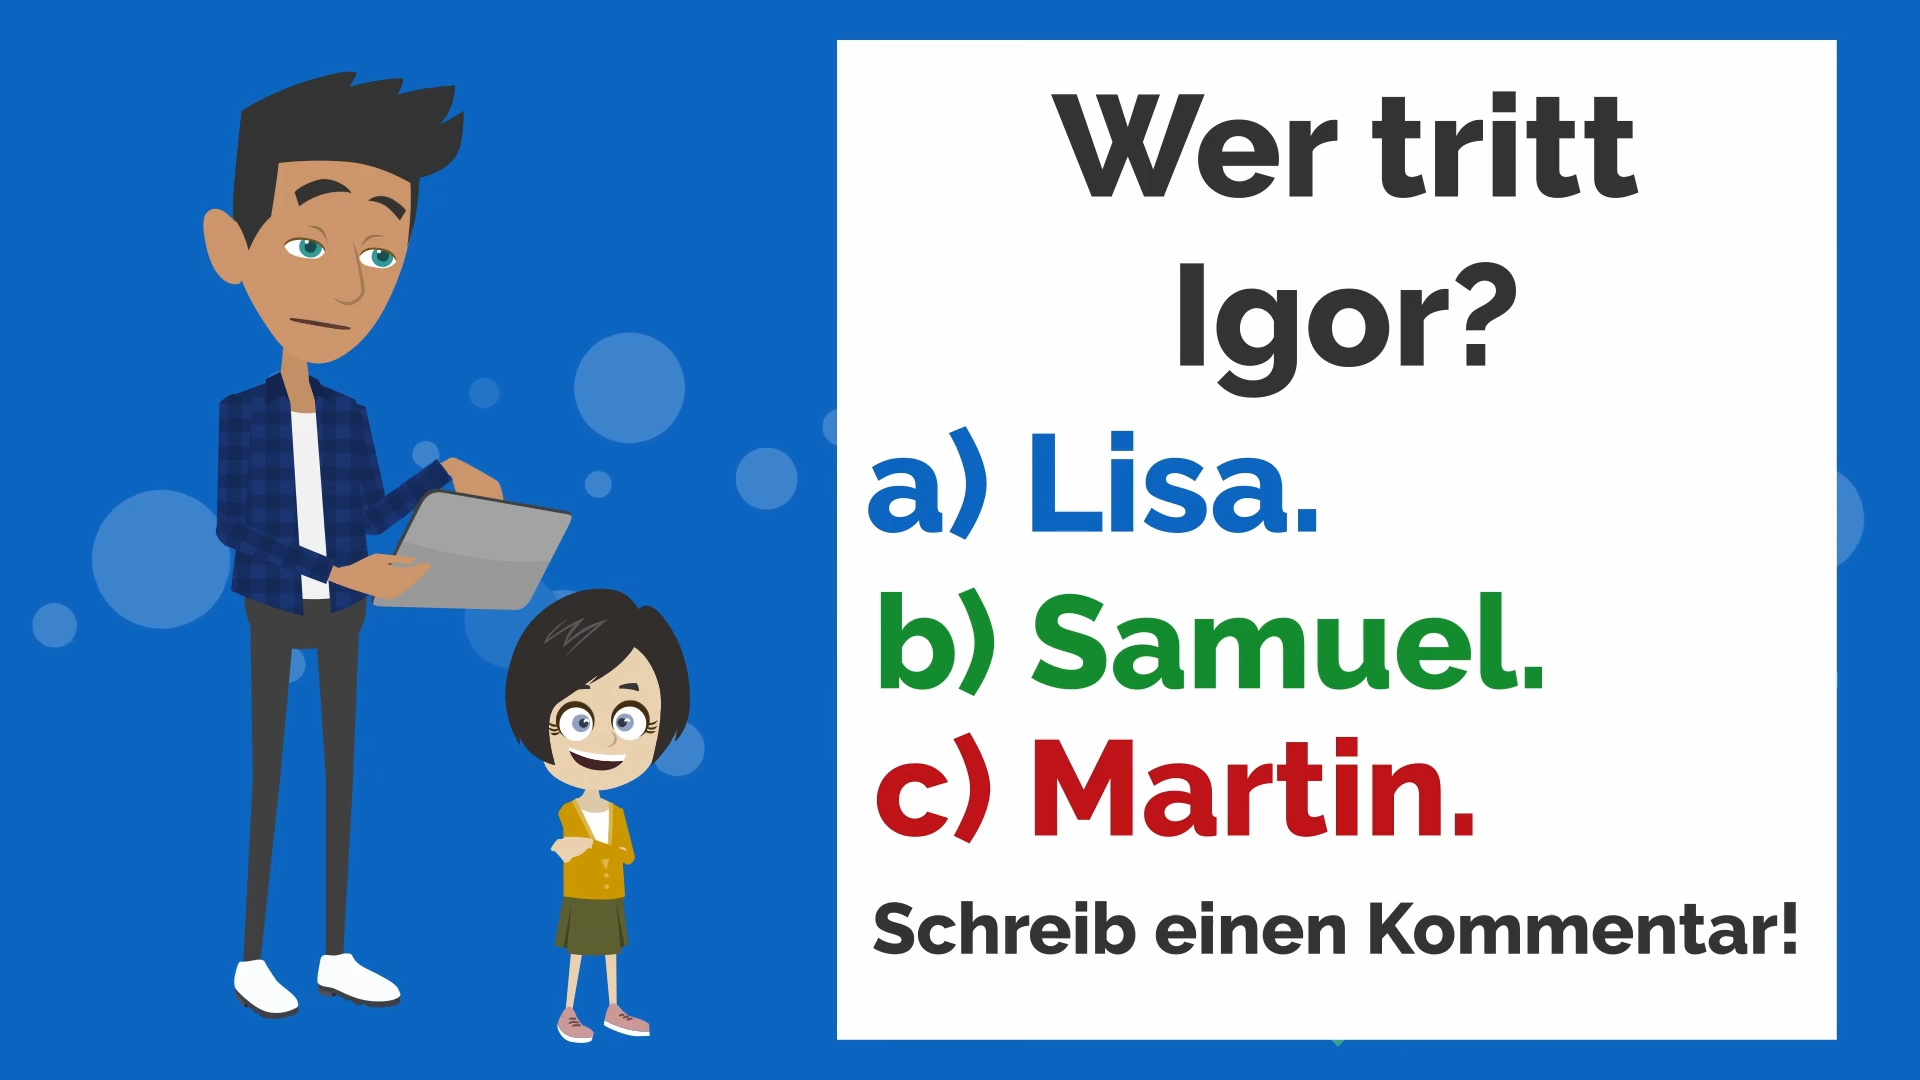 Wer tritt
Igor?
a) Lisa.
b) Samuel.
c) Martin.
Schreib einen Kommentar!